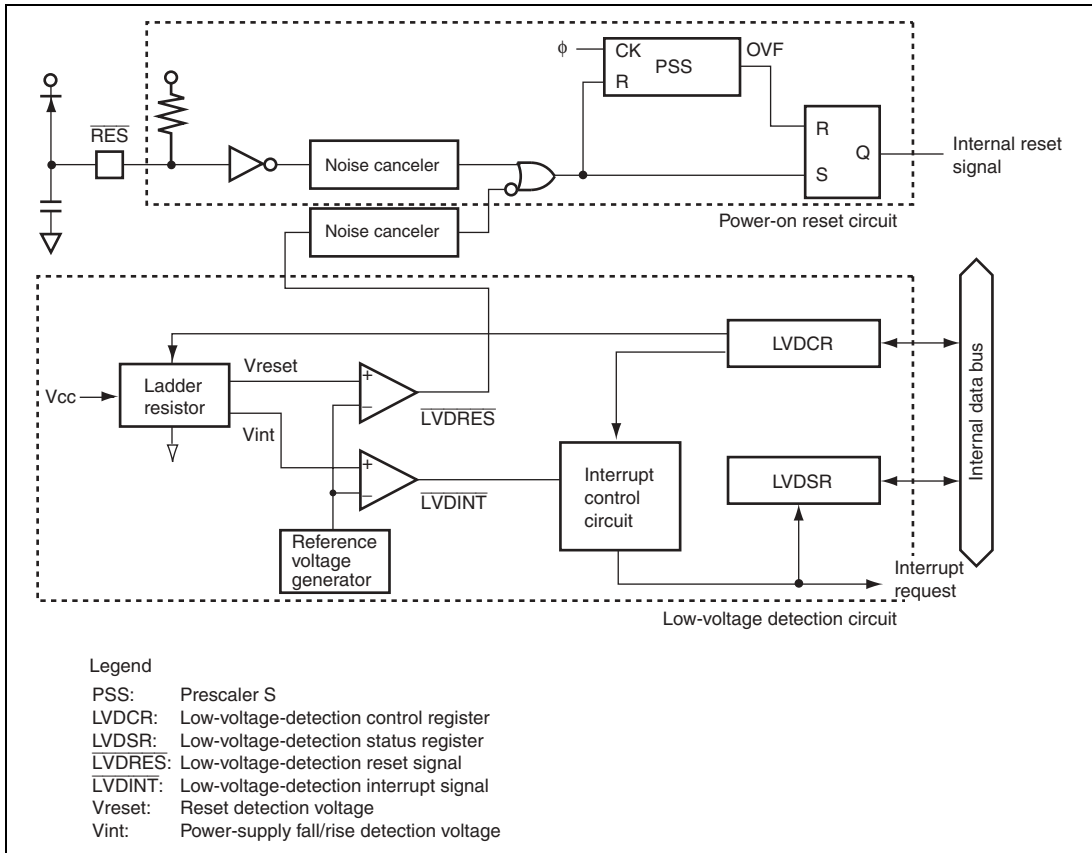 φ
CK
OVF
PSS
R
RES
Noise canceler
R
Q
S
Internal reset
signal
Noise canceler
Power-on reset circuit
LVDCR
Vreset
Vcc
Ladder
resistor
+
−
LVDRES
Vint
+
−
LVDINT
Interrupt
control
circuit
LVDSR
Internal data bus
Reference
voltage
generator
Interrupt
request
Low-voltage detection circuit
Legend
PSS: Prescaler S
LVDCR: Low-voltage-detection control register
LVDSR: Low-voltage-detection status register
LVDRES: Low-voltage-detection reset signal
LVDINT: Low-voltage-detection interrupt signal
Vreset: Reset detection voltage
Vint: Power-supply fall/rise detection voltage